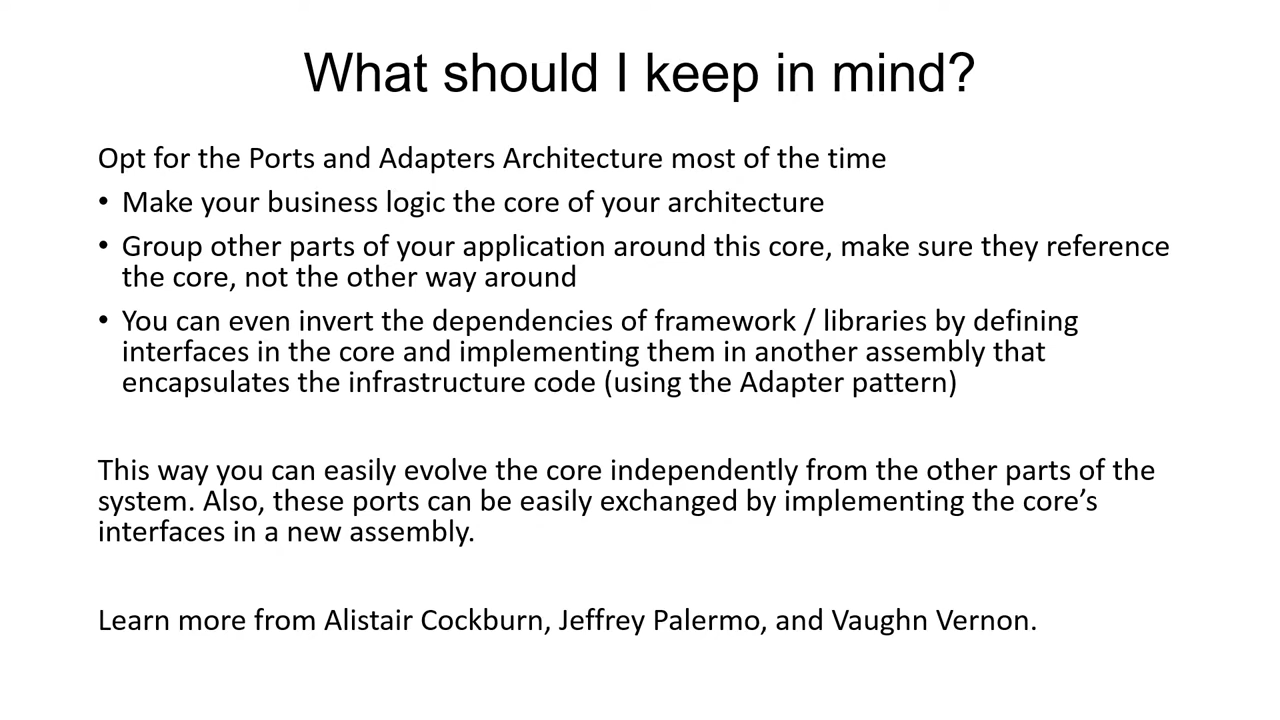 What should I keep in mind?
Opt for the Ports and Adapters Architecture most of the time
• Make your business logic the core of your architecture
• Group other parts of your application around this core, make sure they reference
the core, not the other way around
• You can even invert the dependencies of framework / libraries by defining
interfaces in the core and implementing them in another assembly that
encapsulates the infrastructure code (using the Adapter pattern)
This way you can easily evolve the core independently from the other parts of the
system. Also, these ports can be easily exchanged by implementing the core’s
interfaces in a new assembly.
Learn more from Alistair Cockburn, Jeffrey Palermo, and Vaughn Vernon.